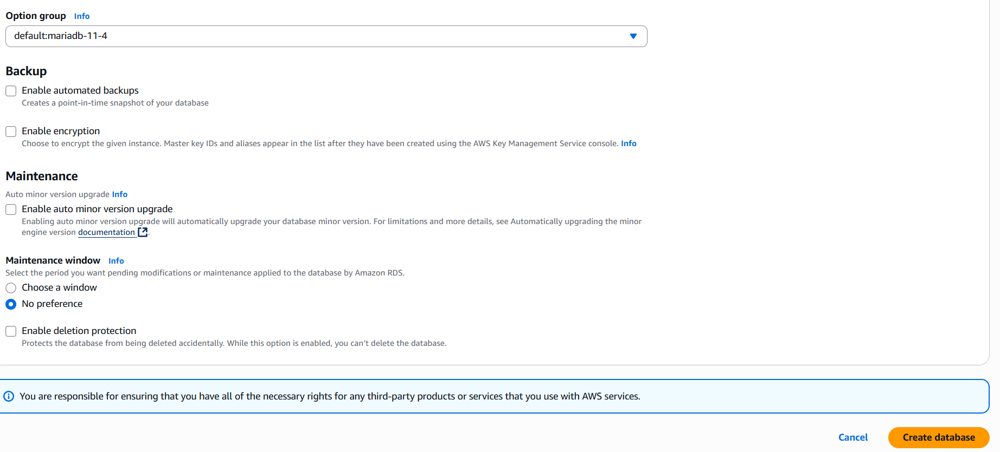 Option group Info
default:mariadb-11-4
Backup
Enable automated backups
Creates a point-in-time snapshot of your database
Enable encryption
Choose to encrypt the given instance. Master key IDs and aliases appear in the list after they have been created using the AWS Key Management Service console. Info
Maintenance
Auto minor version upgrade Info
Enable auto minor version upgrade
Enabling auto minor version upgrade will automatically upgrade your database minor version. For limitations and more details, see Automatically upgrading the minor
engine version documentation .
Maintenance window Info
Select the period you want pending modifications or maintenance applied to the database by Amazon RDS.
Choose a window
No preference
Enable deletion protection
Protects the database from being deleted accidentally. While this option is enabled, you can’t delete the database.
You are responsible for ensuring that you have all of the necessary rights for any third-party products or services that you use with AWS services.
Cancel Create database